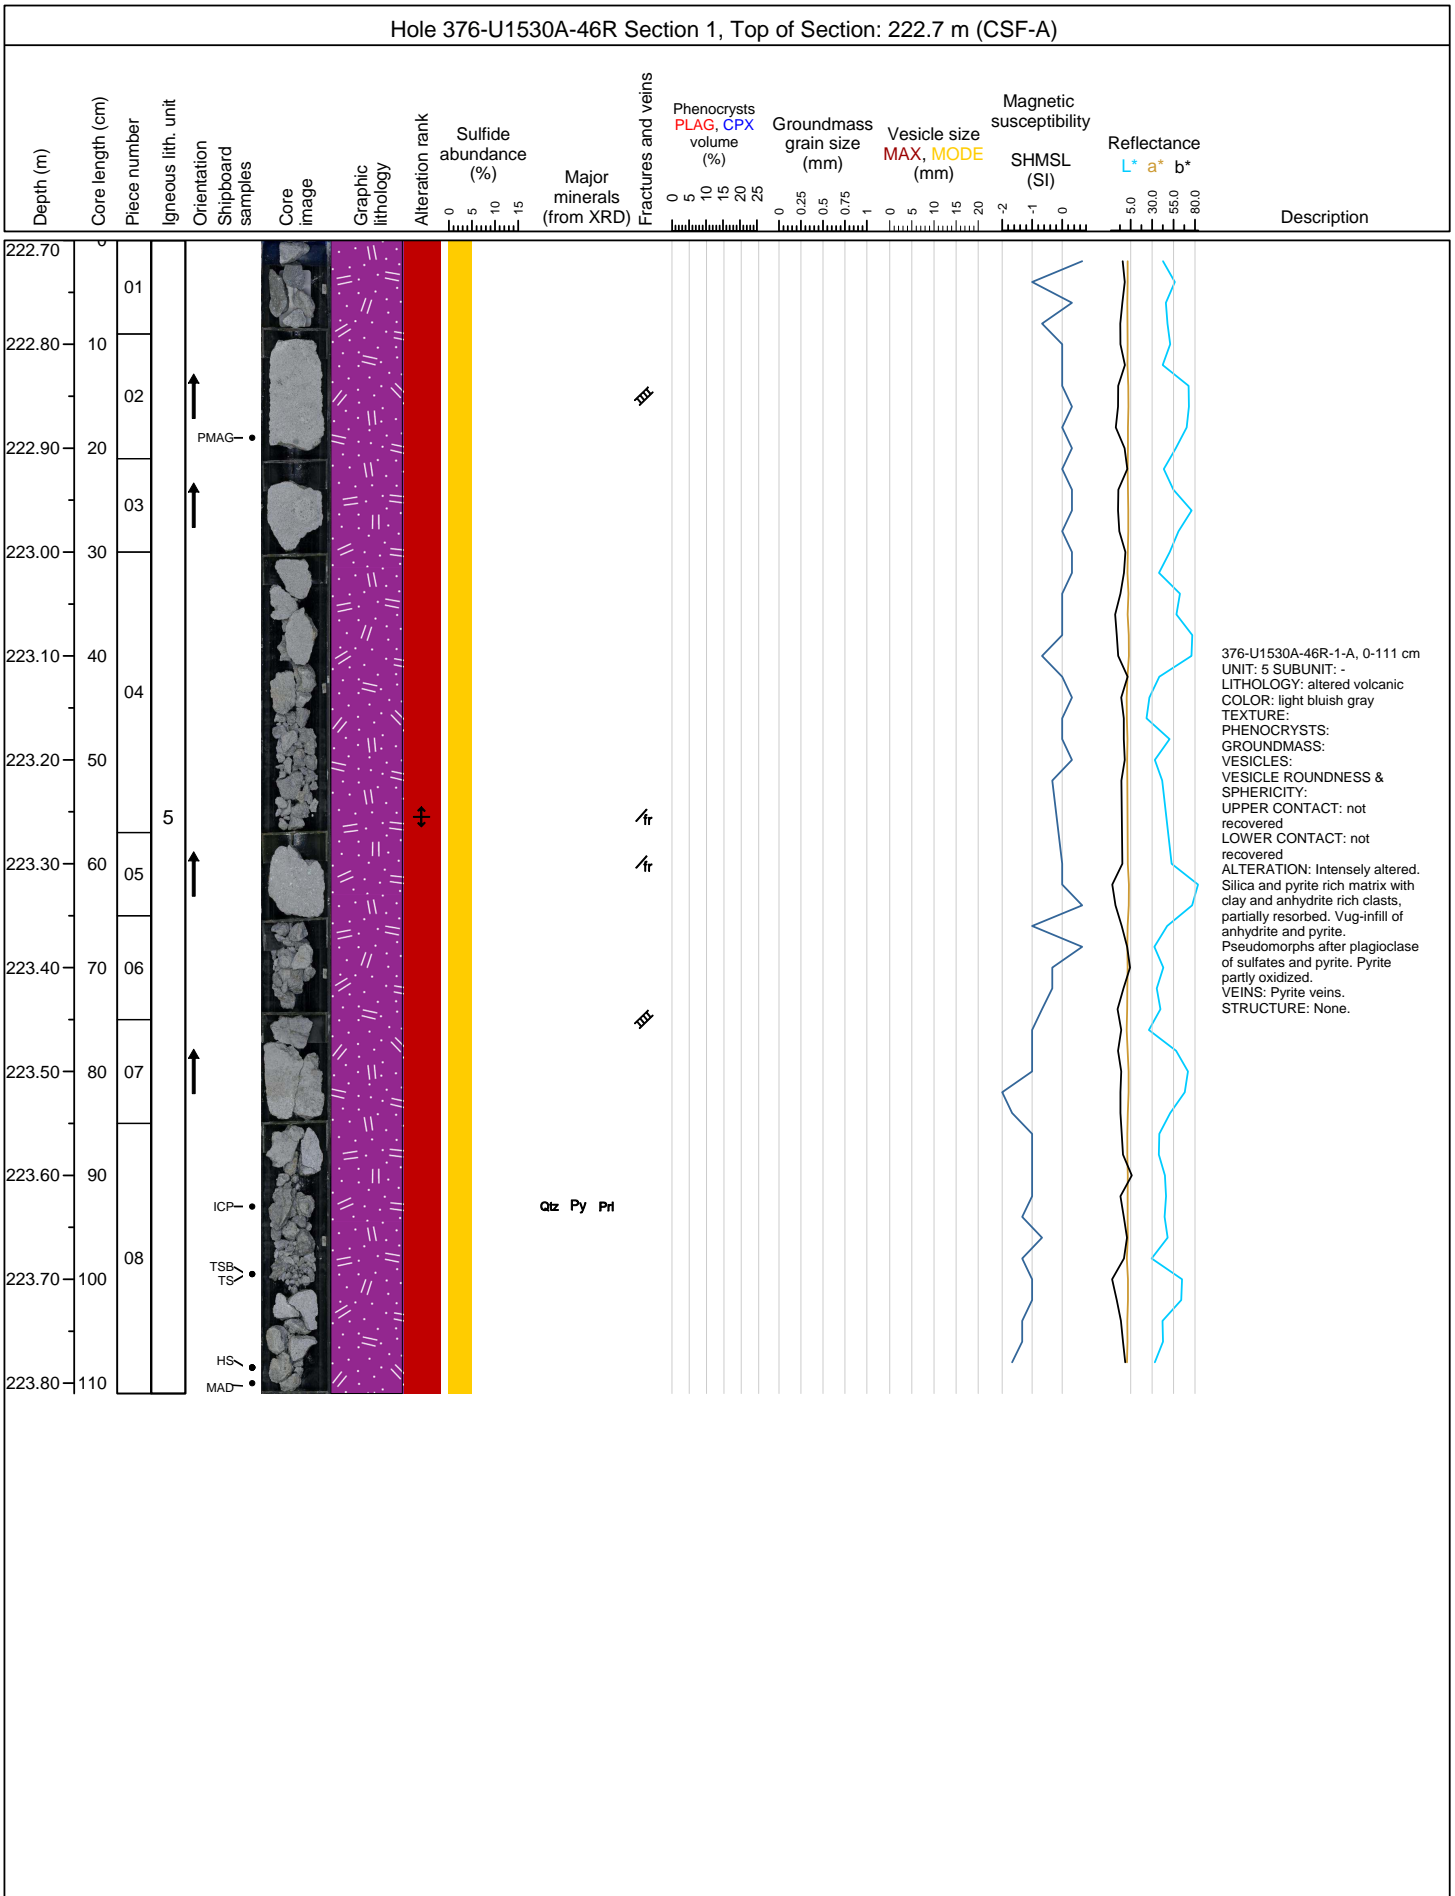 Hole 376-U1530A-46R Section 1, Top of Section: 222.7 m (CSF-A)
Depth (m)
Core length (cm)
Piece number
Igneous lith. unit
Orientation
Shipboard
samples
Core
image
Graphic
lithology
Alteration rank
Sulfide
abundance
(%)
0 5 10 15
Major
minerals
(from XRD)
Fractures and veins
Phenocrysts
PLAG, CPX
volume
(%)
0 5 10 15 20 25
Groundmass
grain size
(mm)
0 0.25 0.5 0.75 1
Vesicle size
MAX, MODE
(mm)
0 5 10 15 20
Magnetic
susceptibility
SHMSL
(SI)
-2 -1 0
Reflectance
L* a* b*
5.0 30.0 55.0 80.0
Description
222.70 0
01
222.80 10
02
PMAG
222.90 20
03
223.00 30
223.10 40
04
223.20 50
5
fr
223.30 60
fr
05
223.40 70
06
223.50 80
07
223.60 90
ICP
Qtz Py Prl
08
TSB
223.70 100
TS
HS
223.80 110
MAD
376-U1530A-46R-1-A, 0-111 cm
UNIT: 5 SUBUNIT: -
LITHOLOGY: altered volcanic
COLOR: light bluish gray
TEXTURE:
PHENOCRYSTS:
GROUNDMASS:
VESICLES:
VESICLE ROUNDNESS &
SPHERICITY:
UPPER CONTACT: not
recovered
LOWER CONTACT: not
recovered
ALTERATION: Intensely altered.
Silica and pyrite rich matrix with
clay and anhydrite rich clasts,
partially resorbed. Vug-infill of
anhydrite and pyrite.
Pseudomorphs after plagioclase
of sulfates and pyrite. Pyrite
partly oxidized.
VEINS: Pyrite veins.
STRUCTURE: None.